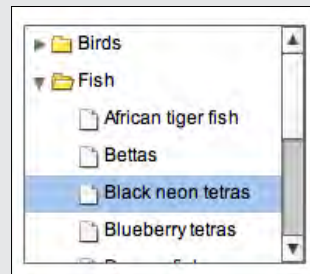 Birds
Fish
African tiger fish
Bettas
Black neon tetras
Blueberry tetras